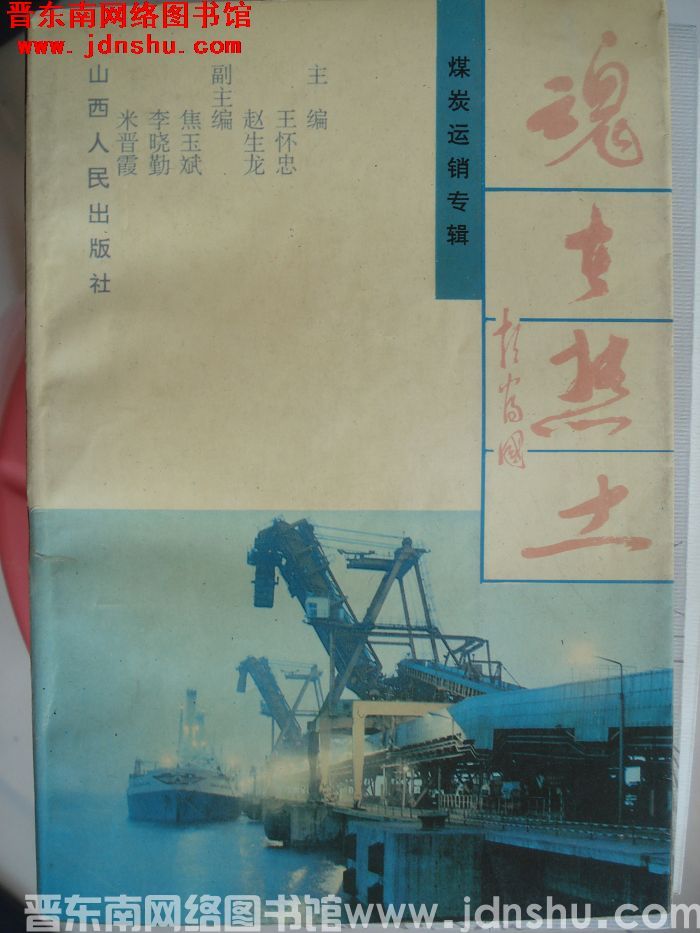 晋东南网络图书馆
www.jdnshu.com
魂在热土
煤炭运销专辑
主编
王怀忠
赵生龙
副主编
焦玉斌
李晓勤
米晋霞
山西人民出版社
晋东南网络图书馆www.jdnshu.com